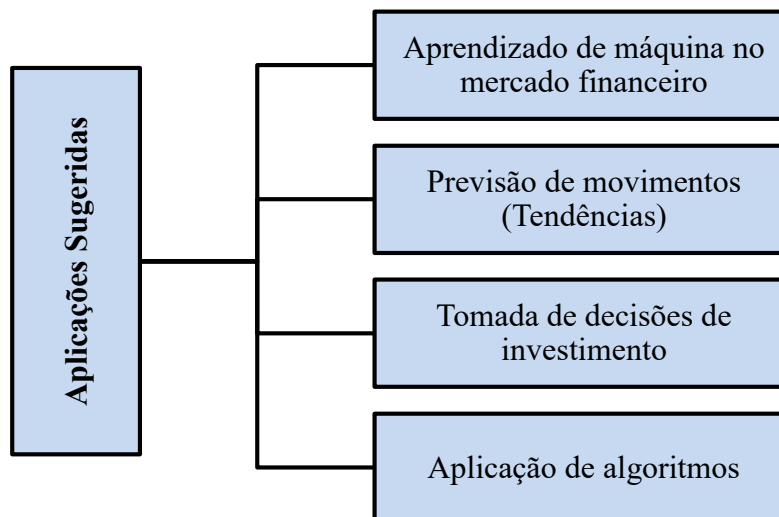 Aplicações Sugeridas
Aprendizado de máquina no
mercado financeiro
Previsão de movimentos
(Tendências)
Tomada de decisões de
investimento
Aplicação de algoritmos